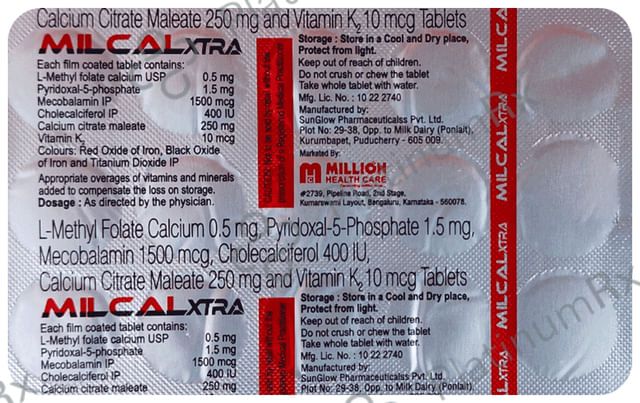 Calcium Citrate Maleate 250 mg and Vitamin K2 10 mcg Tablets
MILCALXTRA
Each film coated tablet contains:
L-Methyl folate calcium USP 0.5 mg
Pyridoxal-5-phosphate 1.5 mg
Mecobalamin IP 1500 mcg
Cholecalciferol IP 400 IU
Calcium citrate maleate 250 mg
Vitamin K2 10 mcg
Colours: Red Oxide of Iron, Black Oxide
of Iron and Titanium Dioxide IP
Appropriate overages of vitamins and minerals
added to compensate the loss on storage.
Dosage : As directed by the physician.
Storage : Store in a Cool and Dry place,
Protect from light.
Keep out of reach of children.
Do not crush or chew the tablet
Take whole tablet with water.
Mfg. Lic. No. : 10 22 2740
Manufactured by:
SunGlow Pharmaceuticalss Pvt. Ltd.
Plot No: 29-38, Opp. to Milk Dairy (Ponlait),
Kurumbapet, Puducherry - 605 009.
Marketed By:
MILLION
HEALTH CARE
#2739, Pipeline Road, 2nd Stage,
Kumarswami Layout, Bengaluru, Karnataka - 560078.
L-Methyl Folate Calcium 0.5 mg, Pyridoxal-5-Phosphate 1.5 mg,
Mecobalamin 1500 mcg, Cholecalciferol 400 IU,
Calcium Citrate Maleate 250 mg and Vitamin K2 10 mcg Tablets
MILCALXTRA
Each film coated tablet contains:
L-Methyl folate calcium USP 0.5 mg
Pyridoxal-5-phosphate 1.5 mg
Mecobalamin IP 1500 mcg
Cholecalciferol IP 400 IU
Calcium citrate maleate 250 mg
Storage : Store in a Cool and Dry place,
Protect from light.
Keep out of reach of children.
Do not crush or chew the tablet
Take whole tablet with water.
Mfg. Lic. No. : 10 22 2740
Manufactured by:
SunGlow Pharmaceuticalss Pvt. Ltd.
Plot No: 29-38, Opp. to Milk Dairy (Ponlait),
MILCALXTRA
MILCALXTRA
PlatinumRx